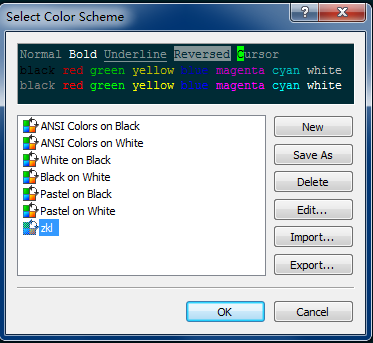 Select Color Scheme
Normal Bold Underline Reversed Cursor
black red green yellow blue magenta cyan white
black red green yellow blue magenta cyan white
ANSI Colors on Black
ANSI Colors on White
White on Black
Black on White
Pastel on Black
Pastel on White
zkl
New
Save As
Delete
Edit...
Import...
Export...
OK
Cancel